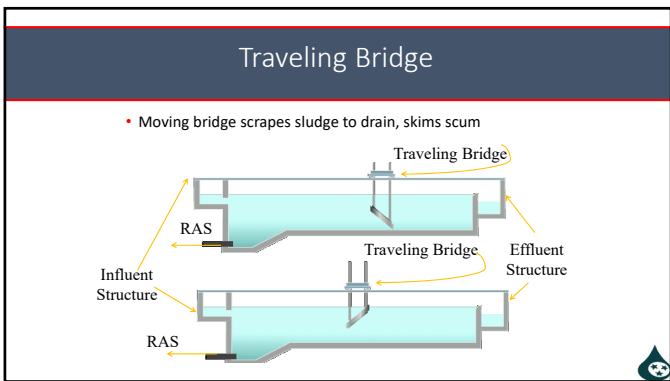 Traveling Bridge
• Moving bridge scrapes sludge to drain, skims scum
Traveling Bridge
RAS
Traveling Bridge
Influent
Structure
Effluent
Structure
RAS